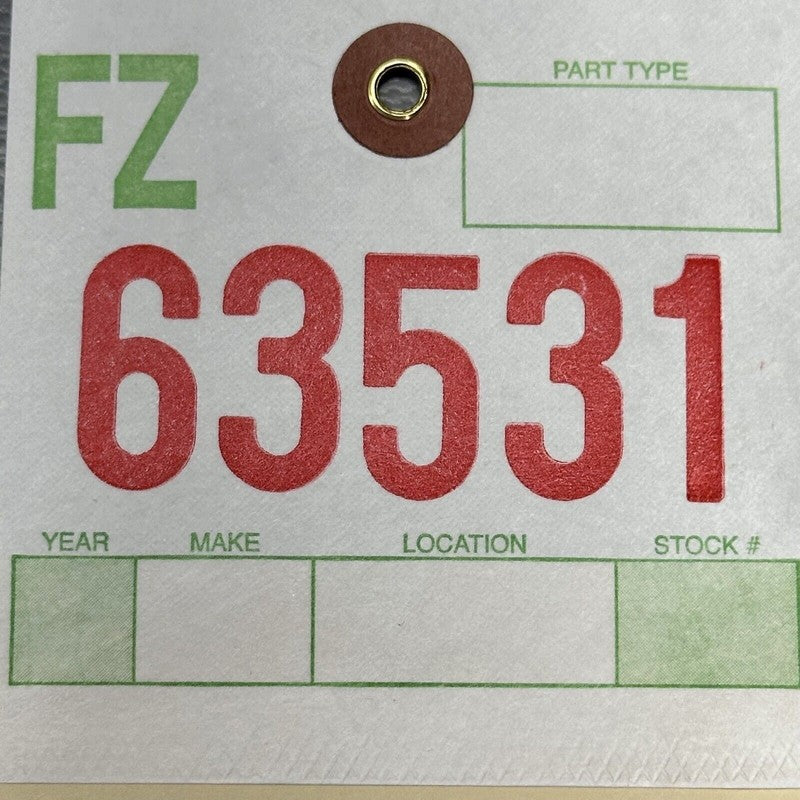 FZ
PART TYPE
63531
YEAR MAKE LOCATION STOCK #